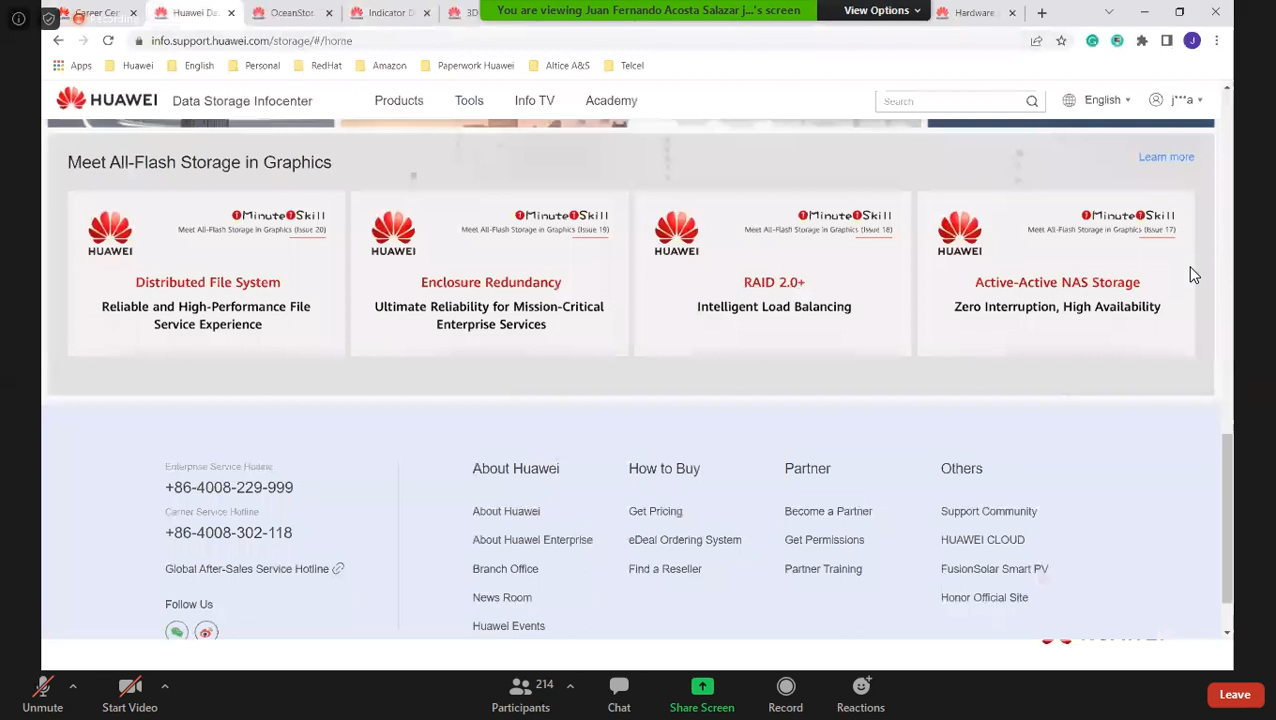 Recording
Career Cer
Huawei Da
OceanSto
Indicator D
3D
You are viewing Juan Fernando Acosta Salazar j...'s screen
View Options
Hardware
info.support.huawei.com/storage/#/home
J
Apps
Huawei
English
Personal
RedHat
Amazon
Paperwork Huawei
Altice A&S
Telcel
HUAWEI
Data Storage Infocenter
Products
Tools
Info TV
Academy
Search
English
j***a
Meet All-Flash Storage in Graphics
Learn more
HUAWEI
1Minute1Skill
Meet All-Flash Storage in Graphics (Issue 20)
Distributed File System
Reliable and High-Performance File
Service Experience
HUAWEI
1Minute1Skill
Meet All-Flash Storage in Graphics (Issue 19)
Enclosure Redundancy
Ultimate Reliability for Mission-Critical
Enterprise Services
HUAWEI
1Minute1Skill
Meet All-Flash Storage in Graphics (Issue 18)
RAID 2.0+
Intelligent Load Balancing
HUAWEI
1Minute1Skill
Meet All-Flash Storage in Graphics (Issue 17)
Active-Active NAS Storage
Zero Interruption, High Availability
Enterprise Service Hotline
+86-4008-229-999
Carrier Service Hotline
+86-4008-302-118
Global After-Sales Service Hotline
Follow Us
About Huawei
About Huawei
About Huawei Enterprise
Branch Office
News Room
Huawei Events
How to Buy
Get Pricing
eDeal Ordering System
Find a Reseller
Partner
Become a Partner
Get Permissions
Partner Training
Others
Support Community
HUAWEI CLOUD
FusionSolar Smart PV
Honor Official Site
Unmute
Start Video
214
Participants
Chat
Share Screen
Record
Reactions
Leave